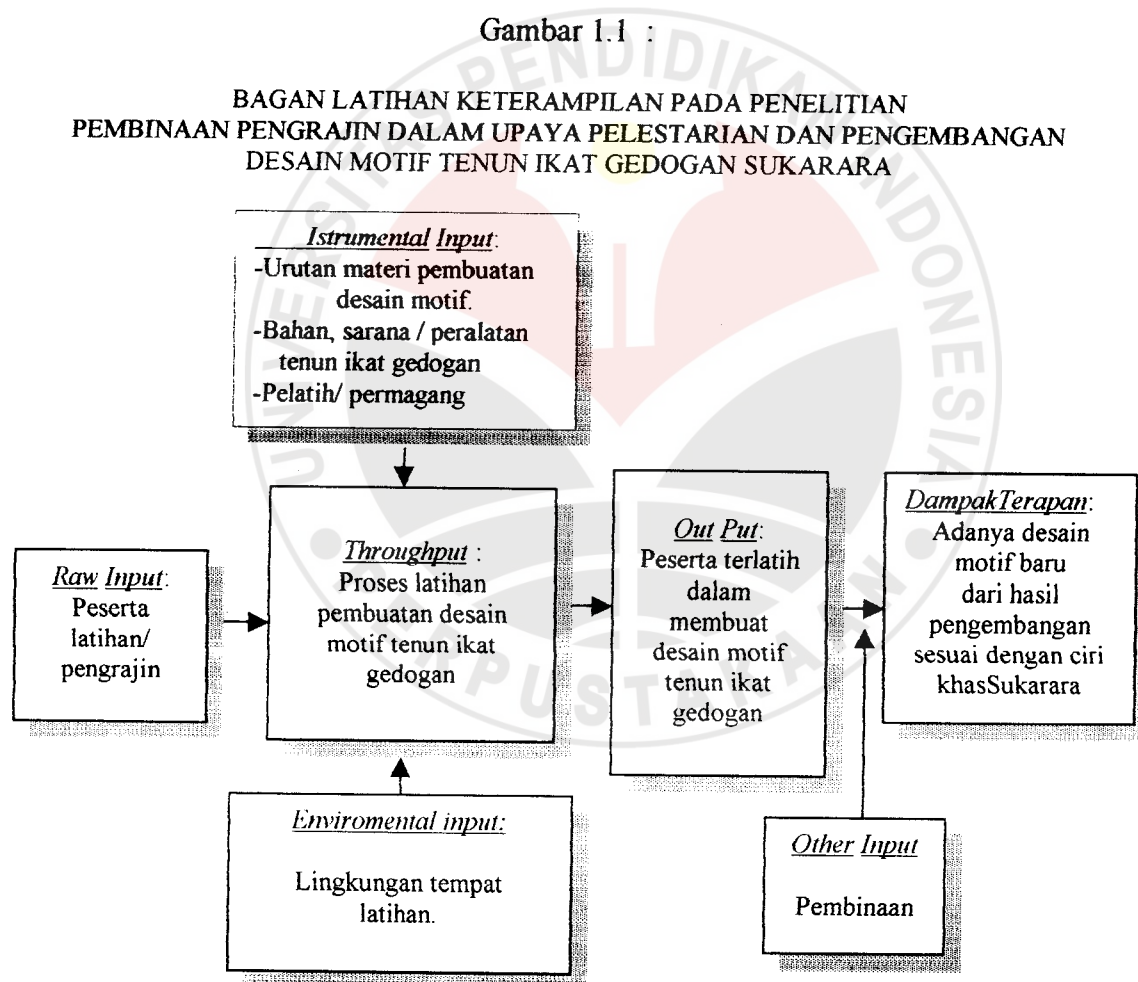 Gambar 1.1 :
BAGAN LATIHAN KETERAMPILAN PADA PENELITIAN
PEMBINAAN PENGRAJIN DALAM UPAYA PELESTARIAN DAN PENGEMBANGAN
DESAIN MOTIF TENUN IKAT GEDOGAN SUKARARA
Istrumental Input:
-Urutan materi pembuatan
desain motif.
-Bahan, sarana / peralatan
tenun ikat gedogan
-Pelatih/ permagang
Raw Input:
Peserta
latihan/
pengrajin
Throughput :
Proses latihan
pembuatan desain
motif tenun ikat
gedogan
Out Put:
Peserta terlatih
dalam
membuat
desain motif
tenun ikat
gedogan
DampakTerapan:
Adanya desain
motif baru
dari hasil
pengembangan
sesuai dengan ciri
khasSukarara
Enviromental input:
Lingkungan tempat
latihan.
Other Input
Pembinaan
UNIVERSITAS PENDIDIKAN INDONESIA
PERPUSTAKAAN